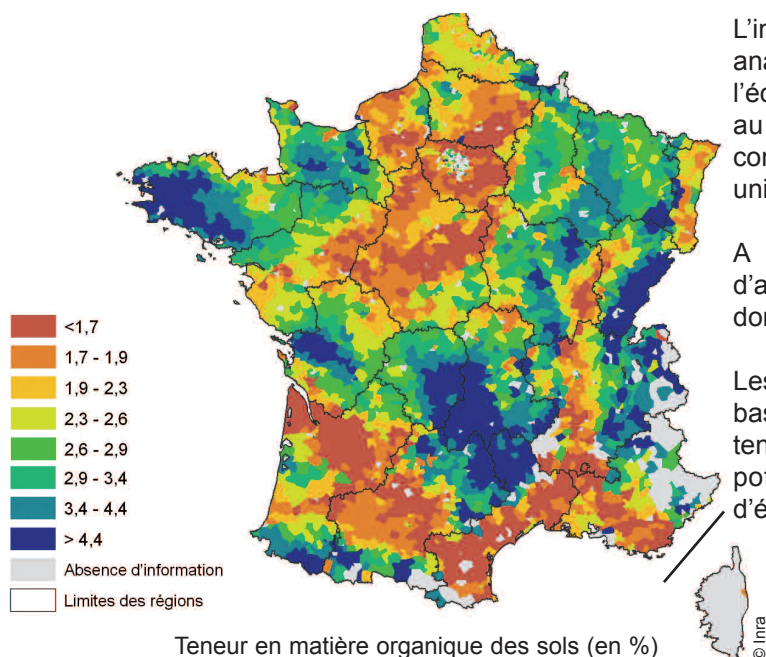 L'in
ana
l'éc
au
con
uni
A
d'a
don
Les
bas
ten
pot
d'é
<1,7
1,7 - 1,9
1,9 - 2,3
2,3 - 2,6
2,6 - 2,9
2,9 - 3,4
3,4 - 4,4
> 4,4
Absence d'information
Limites des régions
Teneur en matière organique des sols (en %)
© Inra